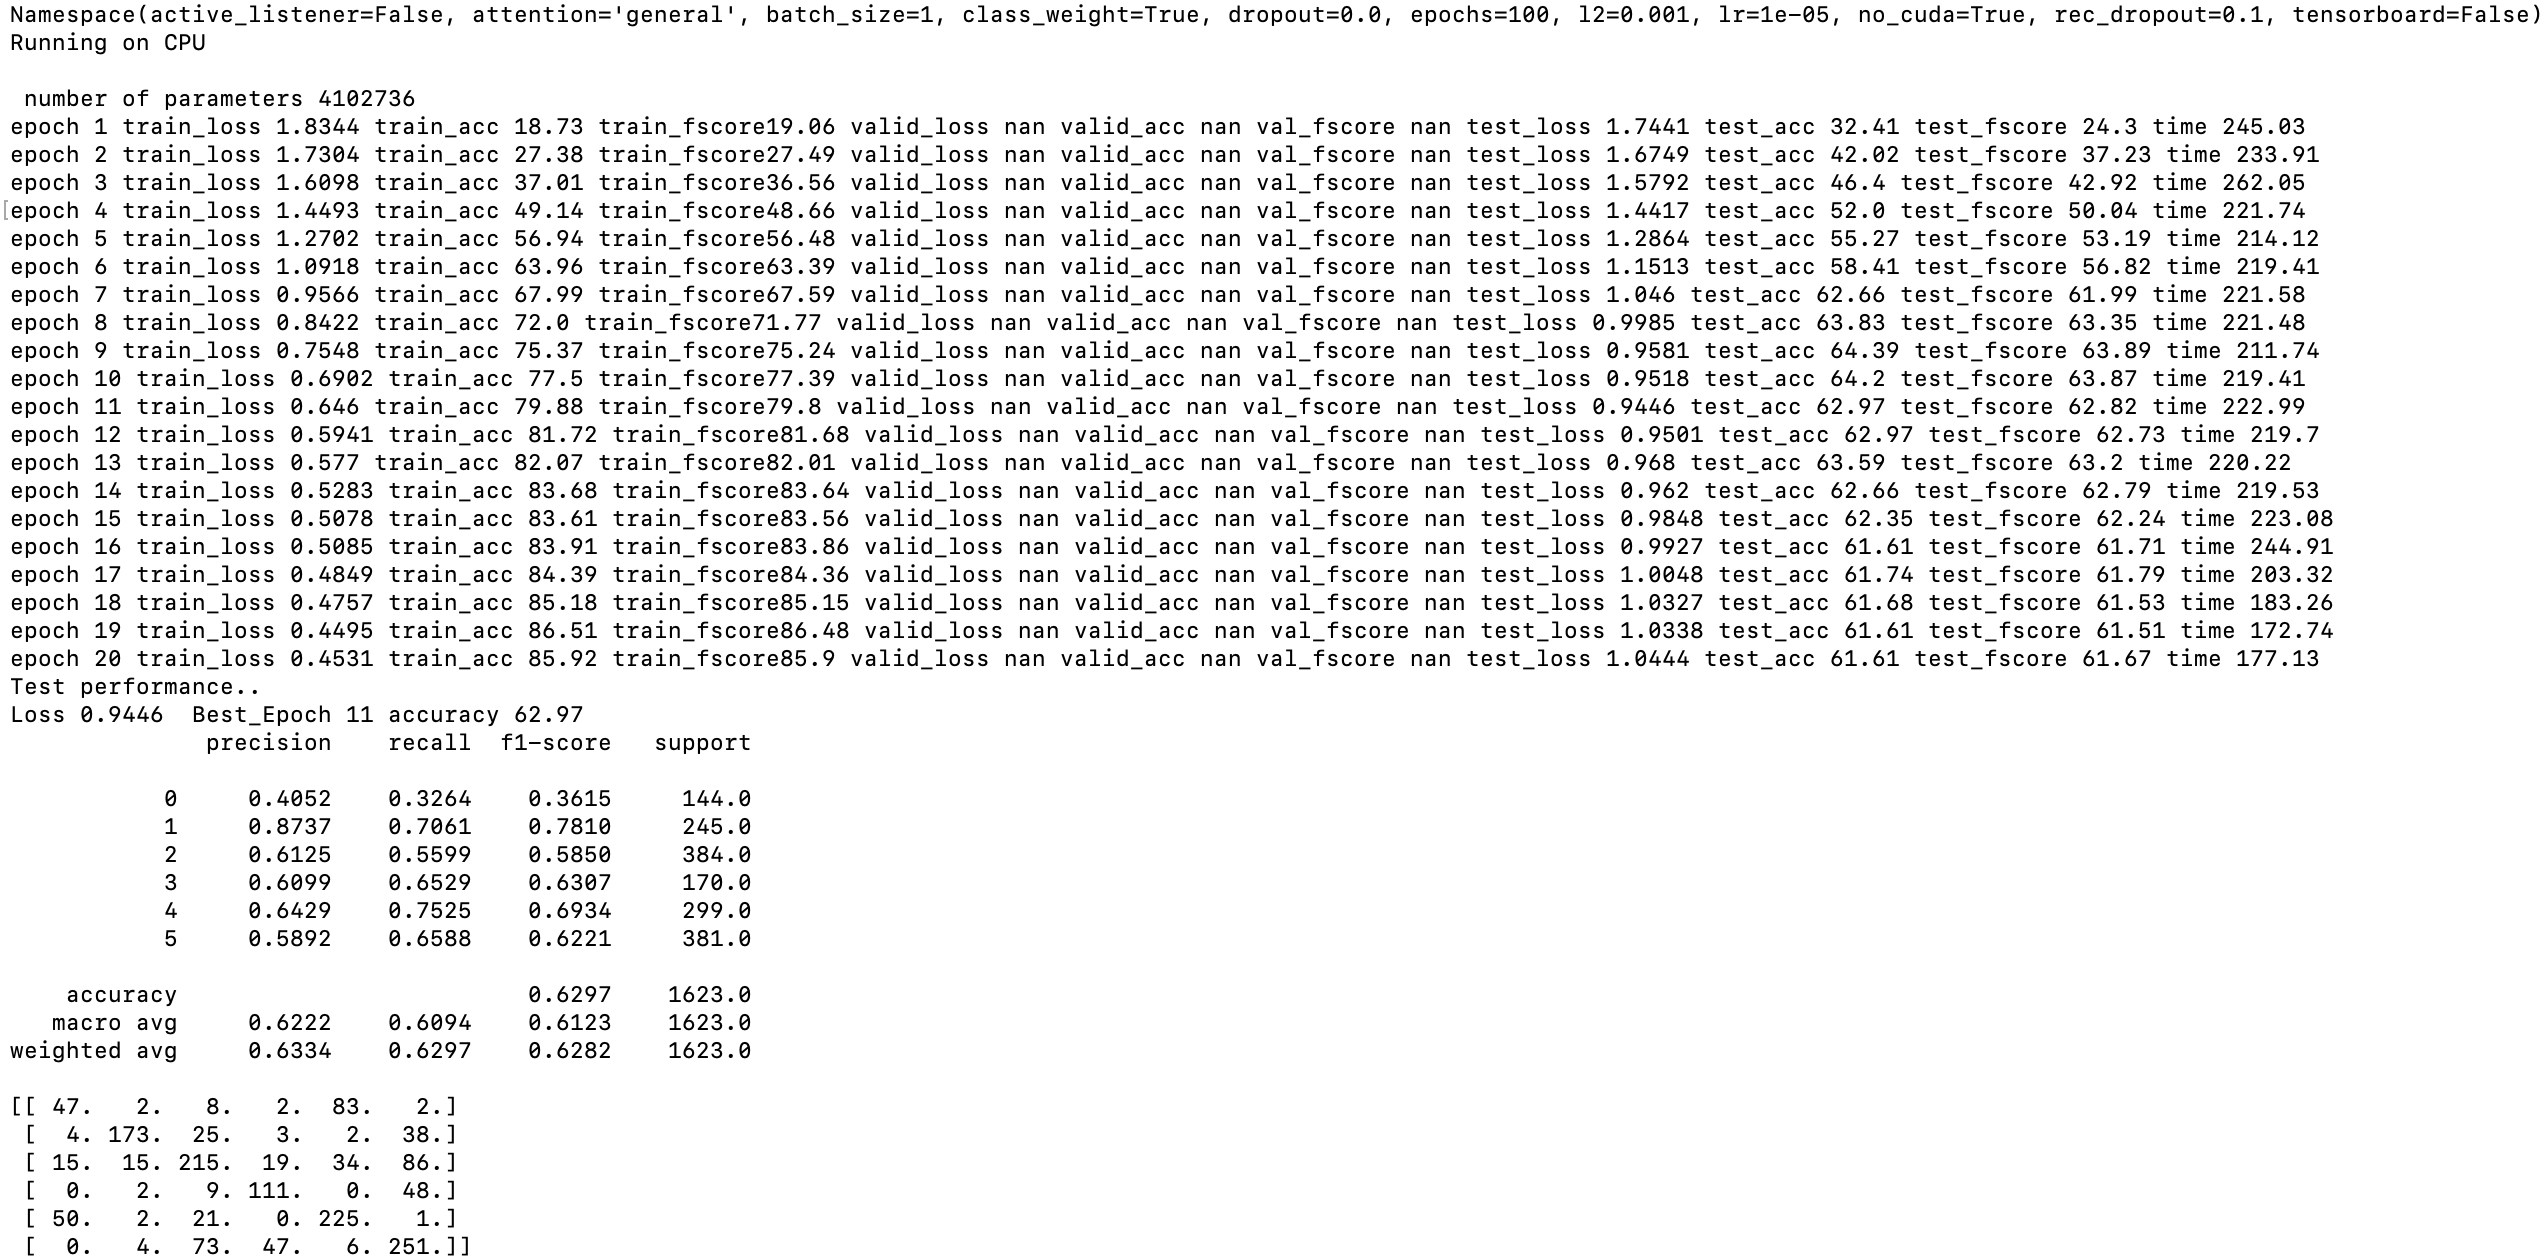 Namespace(active_listener=False, attention='general', batch_size=1, class_weight=True, dropout=0.0, epochs=100, l2=0.001, lr=1e-05, no_cuda=True, rec_dropout=0.1, tensorboard=False)
Running on CPU
number of parameters 4102736
epoch 1 train_loss 1.8344 train_acc 18.73 train_fscore19.06 valid_loss nan valid_acc nan val_fscore nan test_loss 1.7441 test_acc 32.41 test_fscore 24.3 time 245.03
epoch 2 train_loss 1.7304 train_acc 27.38 train_fscore27.49 valid_loss nan valid_acc nan val_fscore nan test_loss 1.6749 test_acc 42.02 test_fscore 37.23 time 233.91
epoch 3 train_loss 1.6098 train_acc 37.01 train_fscore36.56 valid_loss nan valid_acc nan val_fscore nan test_loss 1.5792 test_acc 46.4 test_fscore 42.92 time 262.05
[epoch 4 train_loss 1.4493 train_acc 49.14 train_fscore48.66 valid_loss nan valid_acc nan val_fscore nan test_loss 1.4417 test_acc 52.0 test_fscore 50.04 time 221.74
epoch 5 train_loss 1.2702 train_acc 56.94 train_fscore56.48 valid_loss nan valid_acc nan val_fscore nan test_loss 1.2864 test_acc 55.27 test_fscore 53.19 time 214.12
epoch 6 train_loss 1.0918 train_acc 63.96 train_fscore63.39 valid_loss nan valid_acc nan val_fscore nan test_loss 1.1513 test_acc 58.41 test_fscore 56.82 time 219.41
epoch 7 train_loss 0.9566 train_acc 67.99 train_fscore67.59 valid_loss nan valid_acc nan val_fscore nan test_loss 1.046 test_acc 62.66 test_fscore 61.99 time 221.58
epoch 8 train_loss 0.8422 train_acc 72.0 train_fscore71.77 valid_loss nan valid_acc nan val_fscore nan test_loss 0.9985 test_acc 63.83 test_fscore 63.35 time 221.48
epoch 9 train_loss 0.7548 train_acc 75.37 train_fscore75.24 valid_loss nan valid_acc nan val_fscore nan test_loss 0.9581 test_acc 64.39 test_fscore 63.89 time 211.74
epoch 10 train_loss 0.6902 train_acc 77.5 train_fscore77.39 valid_loss nan valid_acc nan val_fscore nan test_loss 0.9518 test_acc 64.2 test_fscore 63.87 time 219.41
epoch 11 train_loss 0.646 train_acc 79.88 train_fscore79.8 valid_loss nan valid_acc nan val_fscore nan test_loss 0.9446 test_acc 62.97 test_fscore 62.82 time 222.99
epoch 12 train_loss 0.5941 train_acc 81.72 train_fscore81.68 valid_loss nan valid_acc nan val_fscore nan test_loss 0.9501 test_acc 62.97 test_fscore 62.73 time 219.7
epoch 13 train_loss 0.577 train_acc 82.07 train_fscore82.01 valid_loss nan valid_acc nan val_fscore nan test_loss 0.968 test_acc 63.59 test_fscore 63.2 time 220.22
epoch 14 train_loss 0.5283 train_acc 83.68 train_fscore83.64 valid_loss nan valid_acc nan val_fscore nan test_loss 0.962 test_acc 62.66 test_fscore 62.79 time 219.53
epoch 15 train_loss 0.5078 train_acc 83.61 train_fscore83.56 valid_loss nan valid_acc nan val_fscore nan test_loss 0.9848 test_acc 62.35 test_fscore 62.24 time 223.08
epoch 16 train_loss 0.5085 train_acc 83.91 train_fscore83.86 valid_loss nan valid_acc nan val_fscore nan test_loss 0.9927 test_acc 61.61 test_fscore 61.71 time 244.91
epoch 17 train_loss 0.4849 train_acc 84.39 train_fscore84.36 valid_loss nan valid_acc nan val_fscore nan test_loss 1.0048 test_acc 61.74 test_fscore 61.79 time 203.32
epoch 18 train_loss 0.4757 train_acc 85.18 train_fscore85.15 valid_loss nan valid_acc nan val_fscore nan test_loss 1.0327 test_acc 61.68 test_fscore 61.53 time 183.26
epoch 19 train_loss 0.4495 train_acc 86.51 train_fscore86.48 valid_loss nan valid_acc nan val_fscore nan test_loss 1.0338 test_acc 61.61 test_fscore 61.51 time 172.74
epoch 20 train_loss 0.4531 train_acc 85.92 train_fscore85.9 valid_loss nan valid_acc nan val_fscore nan test_loss 1.0444 test_acc 61.61 test_fscore 61.67 time 177.13
Test performance..
Loss 0.9446  Best_Epoch 11 accuracy 62.97
precision    recall  f1-score   support
0     0.4052    0.3264    0.3615     144.0
1     0.8737    0.7061    0.7810     245.0
2     0.6125    0.5599    0.5850     384.0
3     0.6099    0.6529    0.6307     170.0
4     0.6429    0.7525    0.6934     299.0
5     0.5892    0.6588    0.6221     381.0
accuracy                         0.6297    1623.0
macro avg     0.6222    0.6094    0.6123    1623.0
weighted avg     0.6334    0.6297    0.6282    1623.0
[[ 47.   2.   8.   2.  83.   2.]
[  4. 173.  25.   3.   2.  38.]
[ 15.  15. 215.  19.  34.  86.]
[  0.   2.   9. 111.   0.  48.]
[ 50.   2.  21.   0. 225.   1.]
[  0.   4.  73.  47.   6. 251.]]